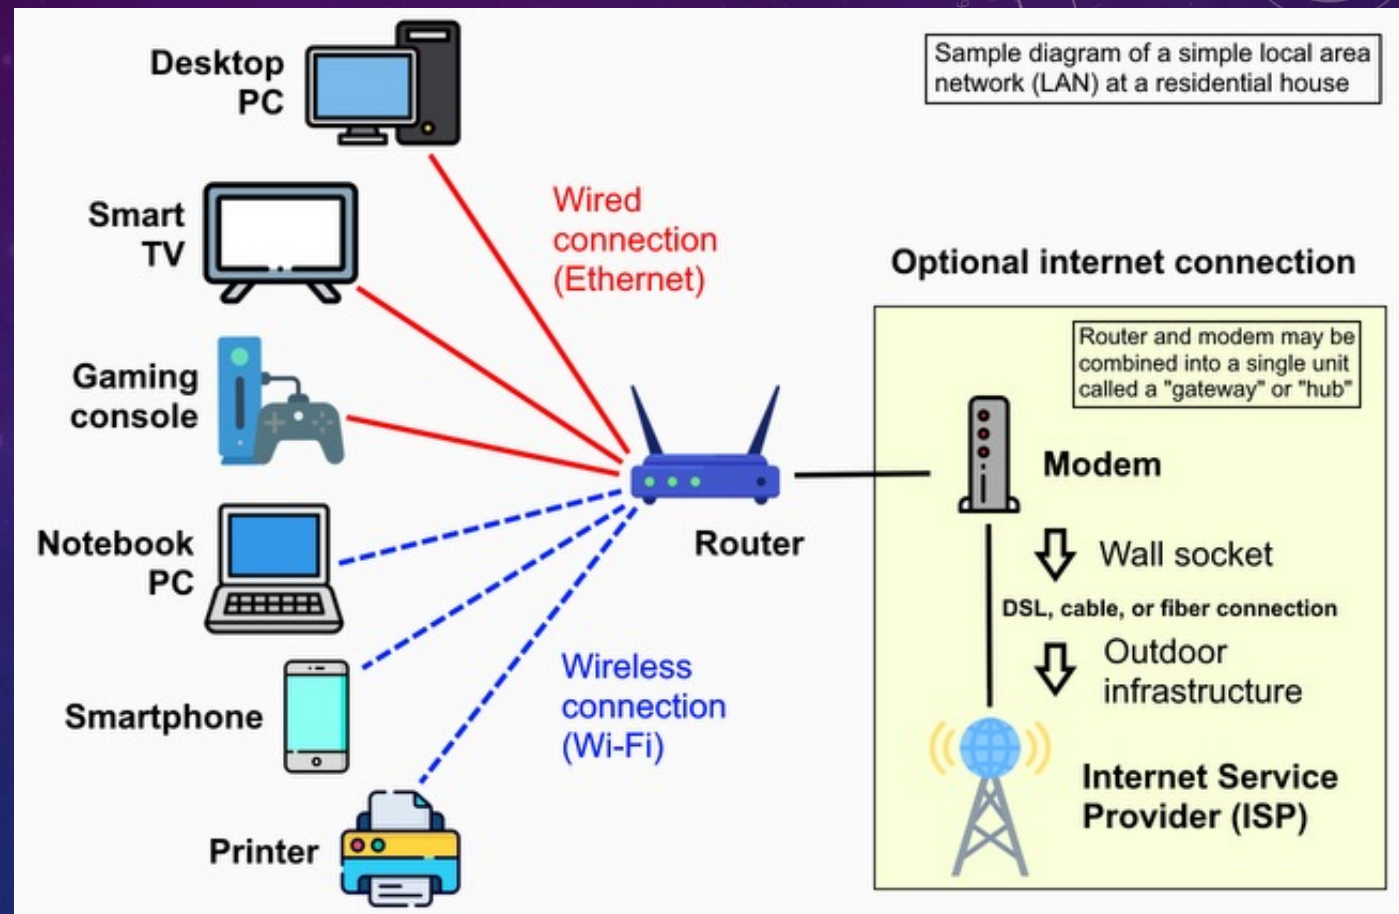 Sample diagram of a simple local area
network (LAN) at a residential house
Desktop
PC
Smart
TV
Gaming
console
Notebook
PC
Smartphone
Printer
Wired
connection
(Ethernet)
Wireless
connection
(Wi-Fi)
Router
Optional internet connection
Router and modem may be
combined into a single unit
called a "gateway" or "hub"
Modem
Wall socket
DSL, cable, or fiber connection
Outdoor
infrastructure
Internet Service
Provider (ISP)